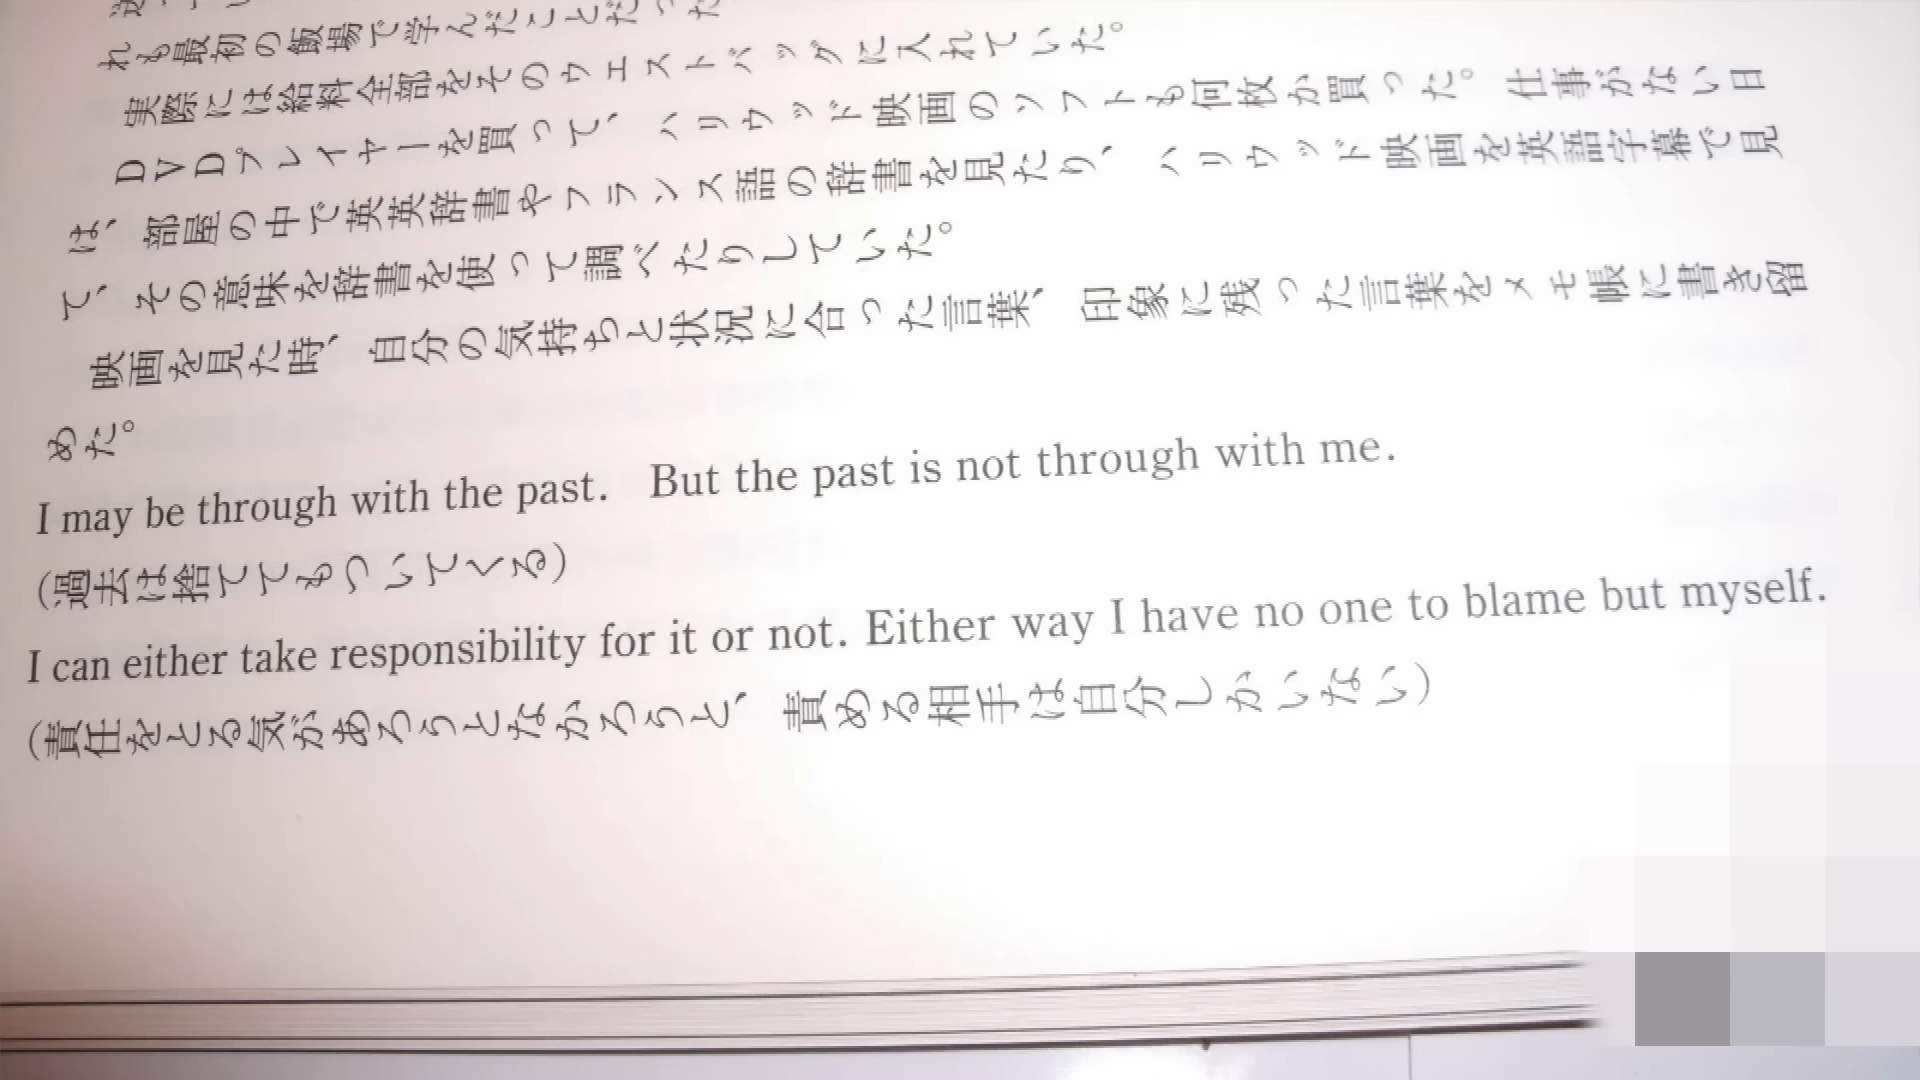 れも最初の飯場で学んだことだった
実際には給料全部をそのウエストバッグに入れていた。
DVDプレイヤーを買って、ハリウッド映画のソフトも何枚か買った。仕事がない日
は、部屋の中で英英辞書やフランス語の辞書を見たり、ハリウッド映画を英語字幕で見
て、その意味を辞書を使って調べたりしていた。
映画を見た時、自分の気持ちと状況に合った言葉、印象に残った言葉をメモ帳に書き留
めた。
I may be through with the past. But the past is not through with me.
(過去は捨ててもついてくる)
I can either take responsibility for it or not. Either way I have no one to blame but myself.
(責任をとる気があろうとなかろうと、責める相手は自分しかいない)